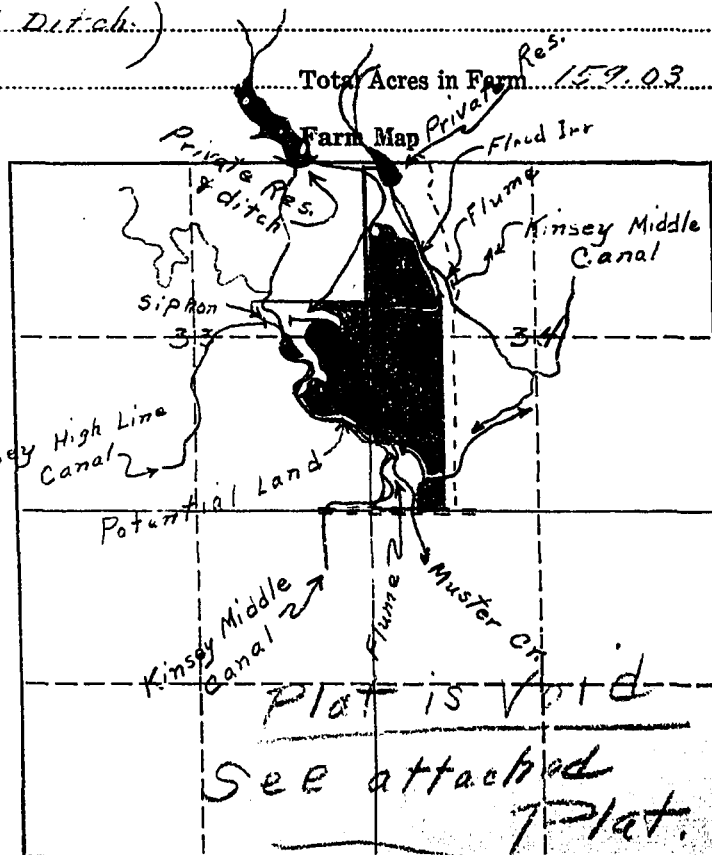 Ditch.)
Total Acres in Farm 159.03
Farm Map
Private Res.
Private Res.
& ditch
Flood Irr
Flume
Kinsey Middle
Canal
Siphon
33
34
sey High Line
Canal
Potential Land
Kinsey Middle
Canal
Flume
Muster Cr.
Plat is Void
See attached
Plat.